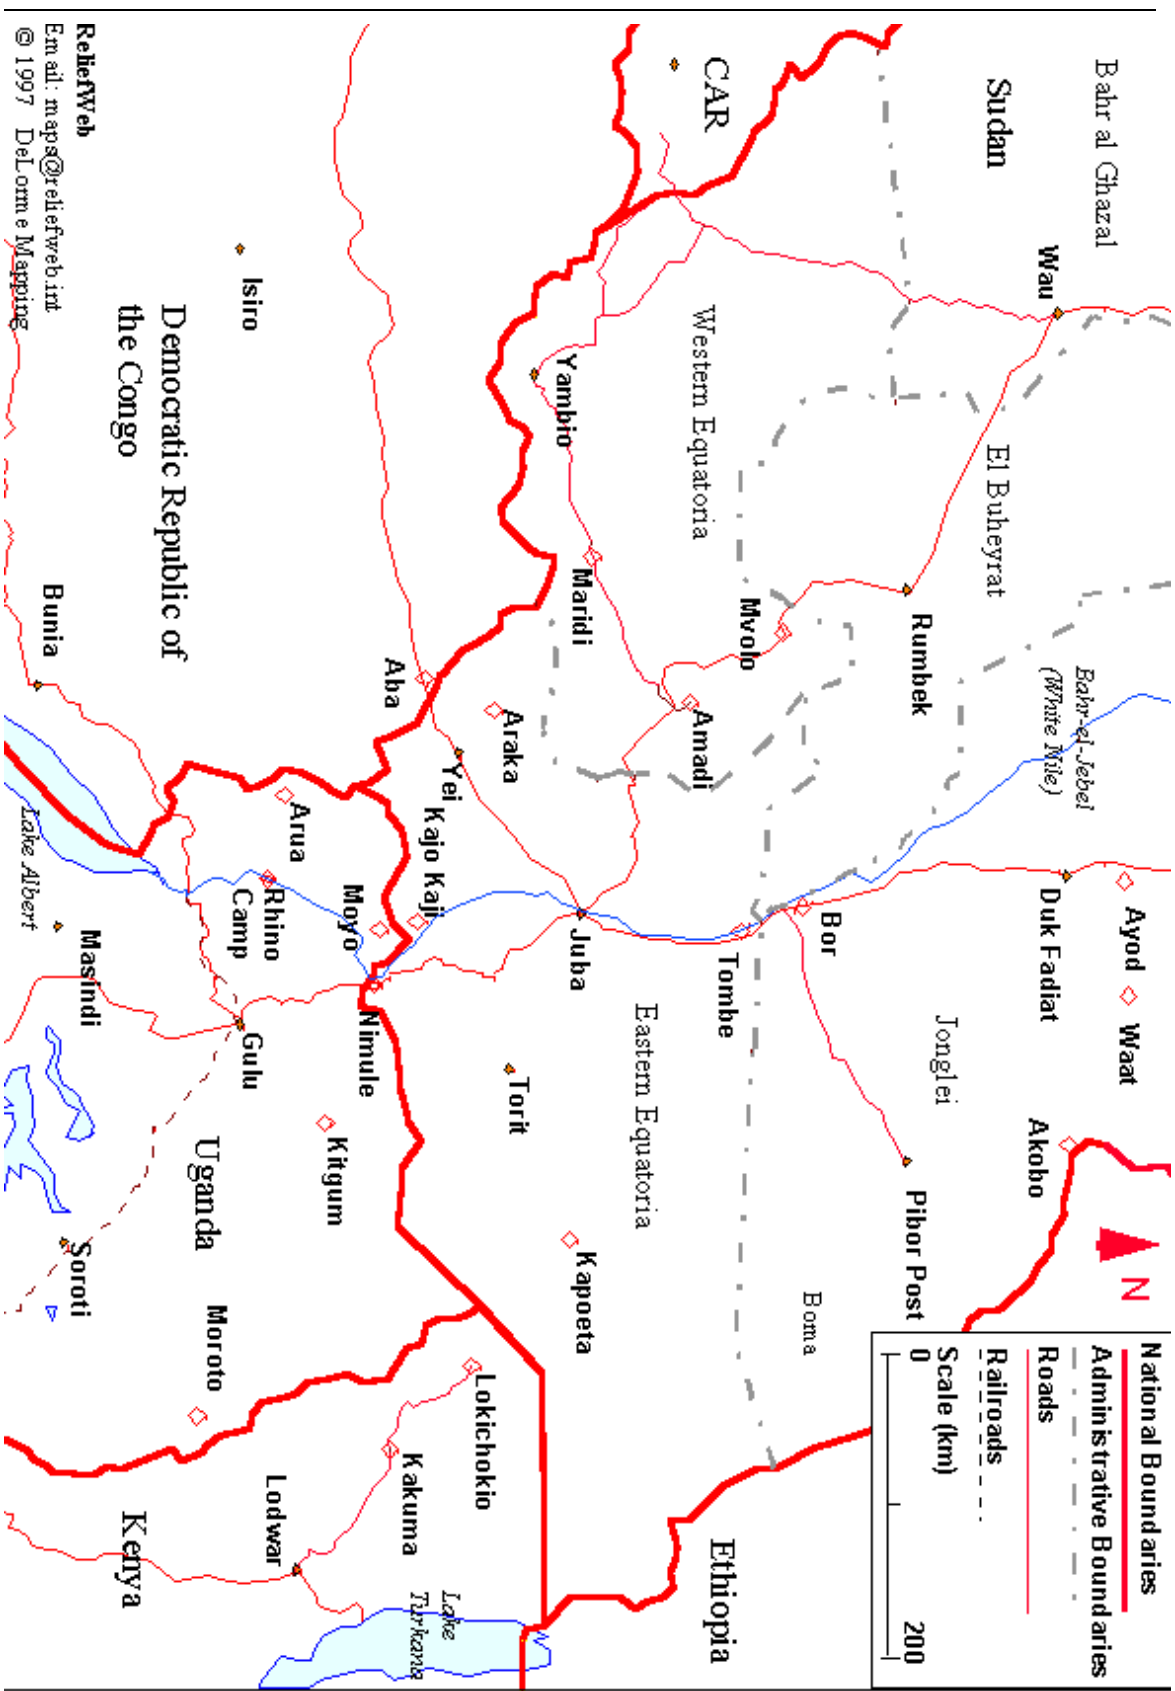 Bahr al Ghazal
Sudan
CAR
Wau
Western Equatoria
El Buheyrat
Yambio
Isiro
Democratic Republic of
the Congo
Maridi
Mvolo
Rumbek
Bahr-el-Jebel
(White Nile)
Amadi
Bunia
Aba
Araka
Yei
Kajo Kaji
Arua
Rhino
Camp
Moyo
Lake Albert
Masindi
Juba
Tombe
Bor
Duk Fadiat
Ayod
Waat
Jonglei
Akobo
Nimule
Gulu
Torit
Eastern Equatoria
Kitgum
Uganda
Kapoeta
Pibor Post
Boma
Soroti
Moroto
Lokichokio
Kakuma
Lodwar
Kenya
Lake
Turkana
Ethiopia
N
National Boundaries
Administrative Boundaries
Roads
Railroads
Scale (km)
0
200
ReliefWeb
Email: maps@reliefweb.int
© 1997 DeLorme Mapping